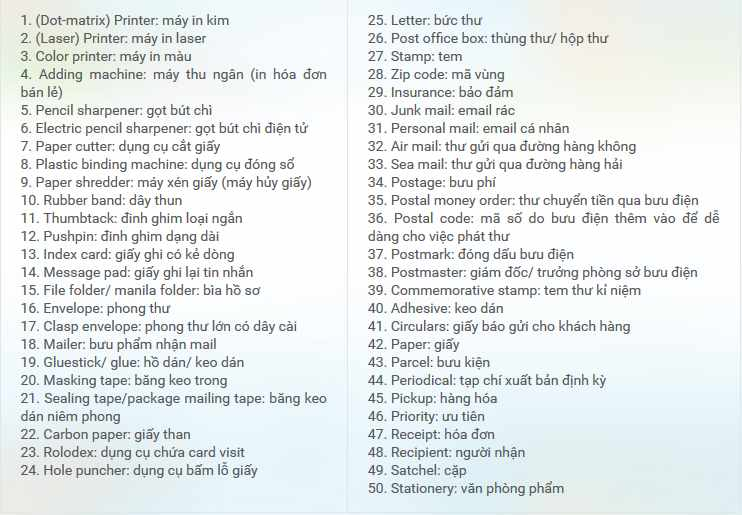 1. (Dot-matrix) Printer: máy in kim
2. (Laser) Printer: máy in laser
3. Color printer: máy in màu
4. Adding machine: máy thu ngân (in hóa đơn
bán lẻ)
5. Pencil sharpener: gọt bút chì
6. Electric pencil sharpener: gọt bút chì điện tử
7. Paper cutter: dụng cụ cắt giấy
8. Plastic binding machine: dụng cụ đóng sổ
9. Paper shredder: máy xén giấy (máy hủy giấy)
10. Rubber band: dây thun
11. Thumbtack: đinh ghim loại ngắn
12. Pushpin: đinh ghim dạng dài
13. Index card: giấy ghi có kẻ dòng
14. Message pad: giấy ghi lại tin nhắn
15. File folder/ manila folder: bìa hồ sơ
16. Envelope: phong thư
17. Clasp envelope: phong thư lớn có dây cài
18. Mailer: bưu phẩm nhận mail
19. Gluestick/ glue: hồ dán/ keo dán
20. Masking tape: băng keo trong
21. Sealing tape/package mailing tape: băng keo
dán niêm phong
22. Carbon paper: giấy than
23. Rolodex: dụng cụ chứa card visit
24. Hole puncher: dụng cụ bấm lỗ giấy
25. Letter: bức thư
26. Post office box: thùng thư/ hộp thư
27. Stamp: tem
28. Zip code: mã vùng
29. Insurance: bảo đảm
30. Junk mail: email rác
31. Personal mail: email cá nhân
32. Air mail: thư gửi qua đường hàng không
33. Sea mail: thư gửi qua đường hàng hải
34. Postage: bưu phí
35. Postal money order: thư chuyển tiền qua bưu điện
36. Postal code: mã số do bưu điện thêm vào để dễ
dàng cho việc phát thư
37. Postmark: đóng dấu bưu điện
38. Postmaster: giám đốc/ trưởng phòng sở bưu điện
39. Commemorative stamp: tem thư kỉ niệm
40. Adhesive: keo dán
41. Circulars: giấy báo gửi cho khách hàng
42. Paper: giấy
43. Parcel: bưu kiện
44. Periodical: tạp chí xuất bản định kỳ
45. Pickup: hàng hóa
46. Priority: ưu tiên
47. Receipt: hóa đơn
48. Recipient: người nhận
49. Satchel: cặp
50. Stationery: văn phòng phẩm